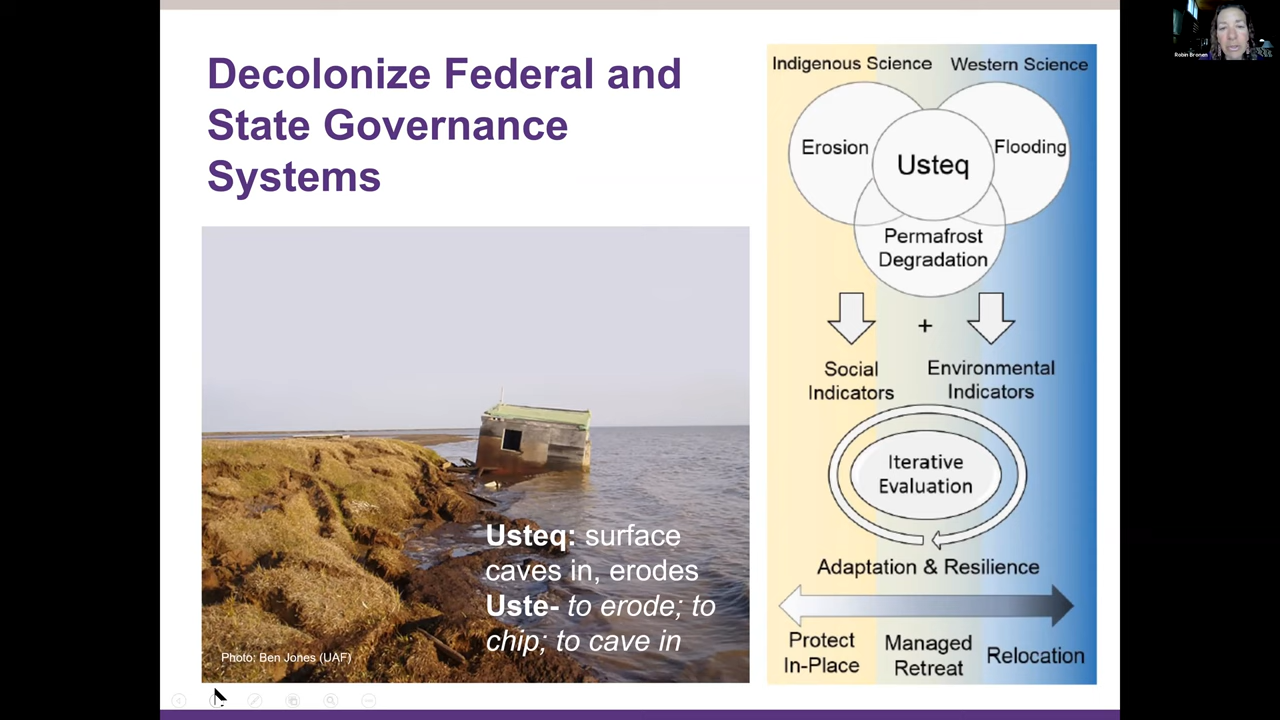 Decolonize Federal and
State Governance
Systems
Usteq: surface
caves in, erodes
Uste- to erode; to
chip; to cave in
Photo: Ben Jones (UAF)
Indigenous Science
Western Science
Erosion
Usteq
Flooding
Permafrost
Degradation
+
Social
Indicators
Environmental
Indicators
Iterative
Evaluation
Adaptation & Resilience
Protect
In-Place
Managed
Retreat
Relocation
Robin Bronen